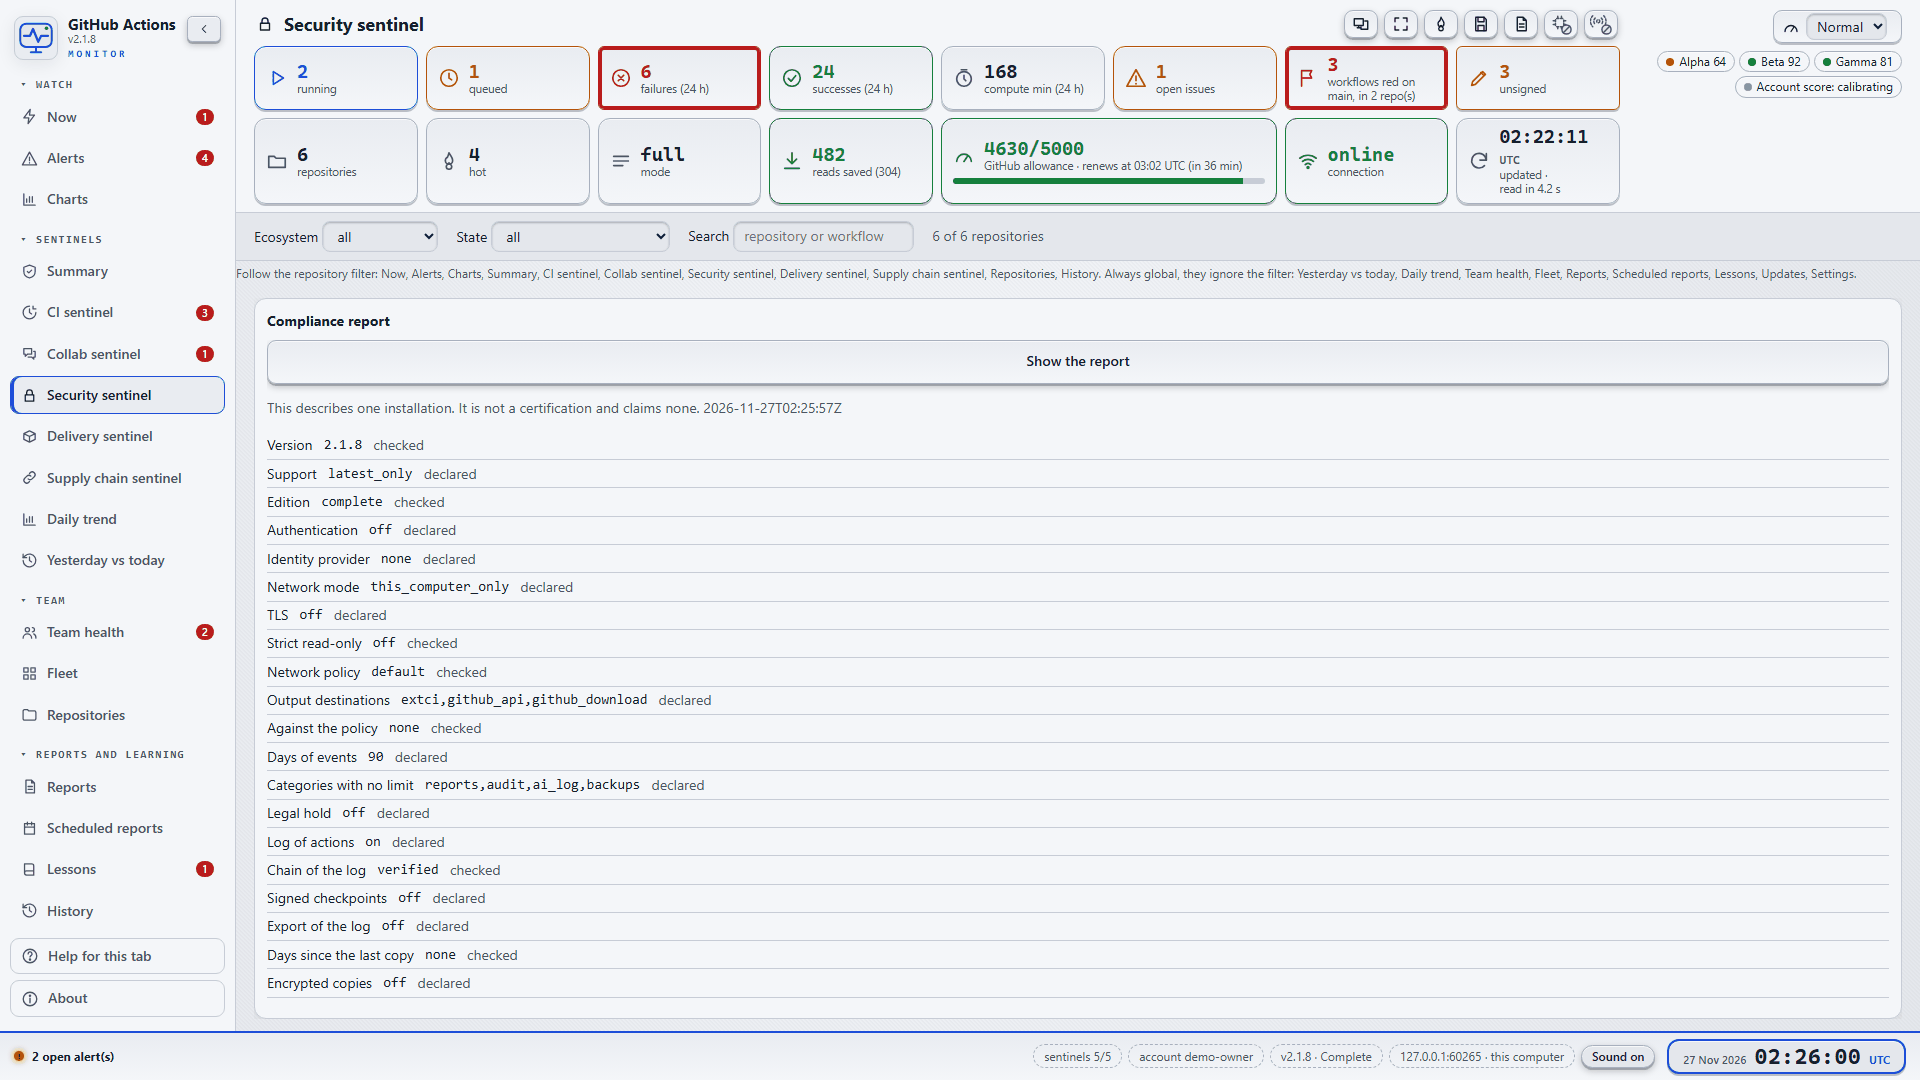 GitHub Actions
v2.1.8
MONITOR
WATCH
Now 1
Alerts 4
Charts
SENTINELS
Summary
CI sentinel 3
Collab sentinel 1
Security sentinel
Delivery sentinel
Supply chain sentinel
Daily trend
Yesterday vs today
TEAM
Team health 2
Fleet
Repositories
REPORTS AND LEARNING
Reports
Scheduled reports
Lessons 1
History
Help for this tab
About
Security sentinel
Normal
2
running
1
queued
6
failures (24 h)
24
successes (24 h)
168
compute min (24 h)
1
open issues
3
workflows red on
main, in 2 repo(s)
3
unsigned
Alpha 64
Beta 92
Gamma 81
Account score: calibrating
6
repositories
4
hot
full
mode
482
reads saved (304)
4630/5000
GitHub allowance · renews at 03:02 UTC (in 36 min)
online
connection
02:22:11
UTC
updated ·
read in 4.2 s
Ecosystem all State all Search repository or workflow 6 of 6 repositories
Follow the repository filter: Now, Alerts, Charts, Summary, CI sentinel, Collab sentinel, Security sentinel, Delivery sentinel, Supply chain sentinel, Repositories, History. Always global, they ignore the filter: Yesterday vs today, Daily trend, Team health, Fleet, Reports, Scheduled reports, Lessons, Updates, Settings.
Compliance report
Show the report
This describes one installation. It is not a certification and claims none. 2026-11-27T02:25:57Z
Version 2.1.8 checked
Support latest_only declared
Edition complete checked
Authentication off declared
Identity provider none declared
Network mode this_computer_only declared
TLS off declared
Strict read-only off checked
Network policy default checked
Output destinations extci,github_api,github_download declared
Against the policy none checked
Days of events 90 declared
Categories with no limit reports,audit,ai_log,backups declared
Legal hold off declared
Log of actions on declared
Chain of the log verified checked
Signed checkpoints off declared
Export of the log off declared
Days since the last copy none checked
Encrypted copies off declared
2 open alert(s)
sentinels 5/5
account demo-owner
v2.1.8 · Complete
127.0.0.1:60265 · this computer
Sound on
27 Nov 2026 02:26:00 UTC